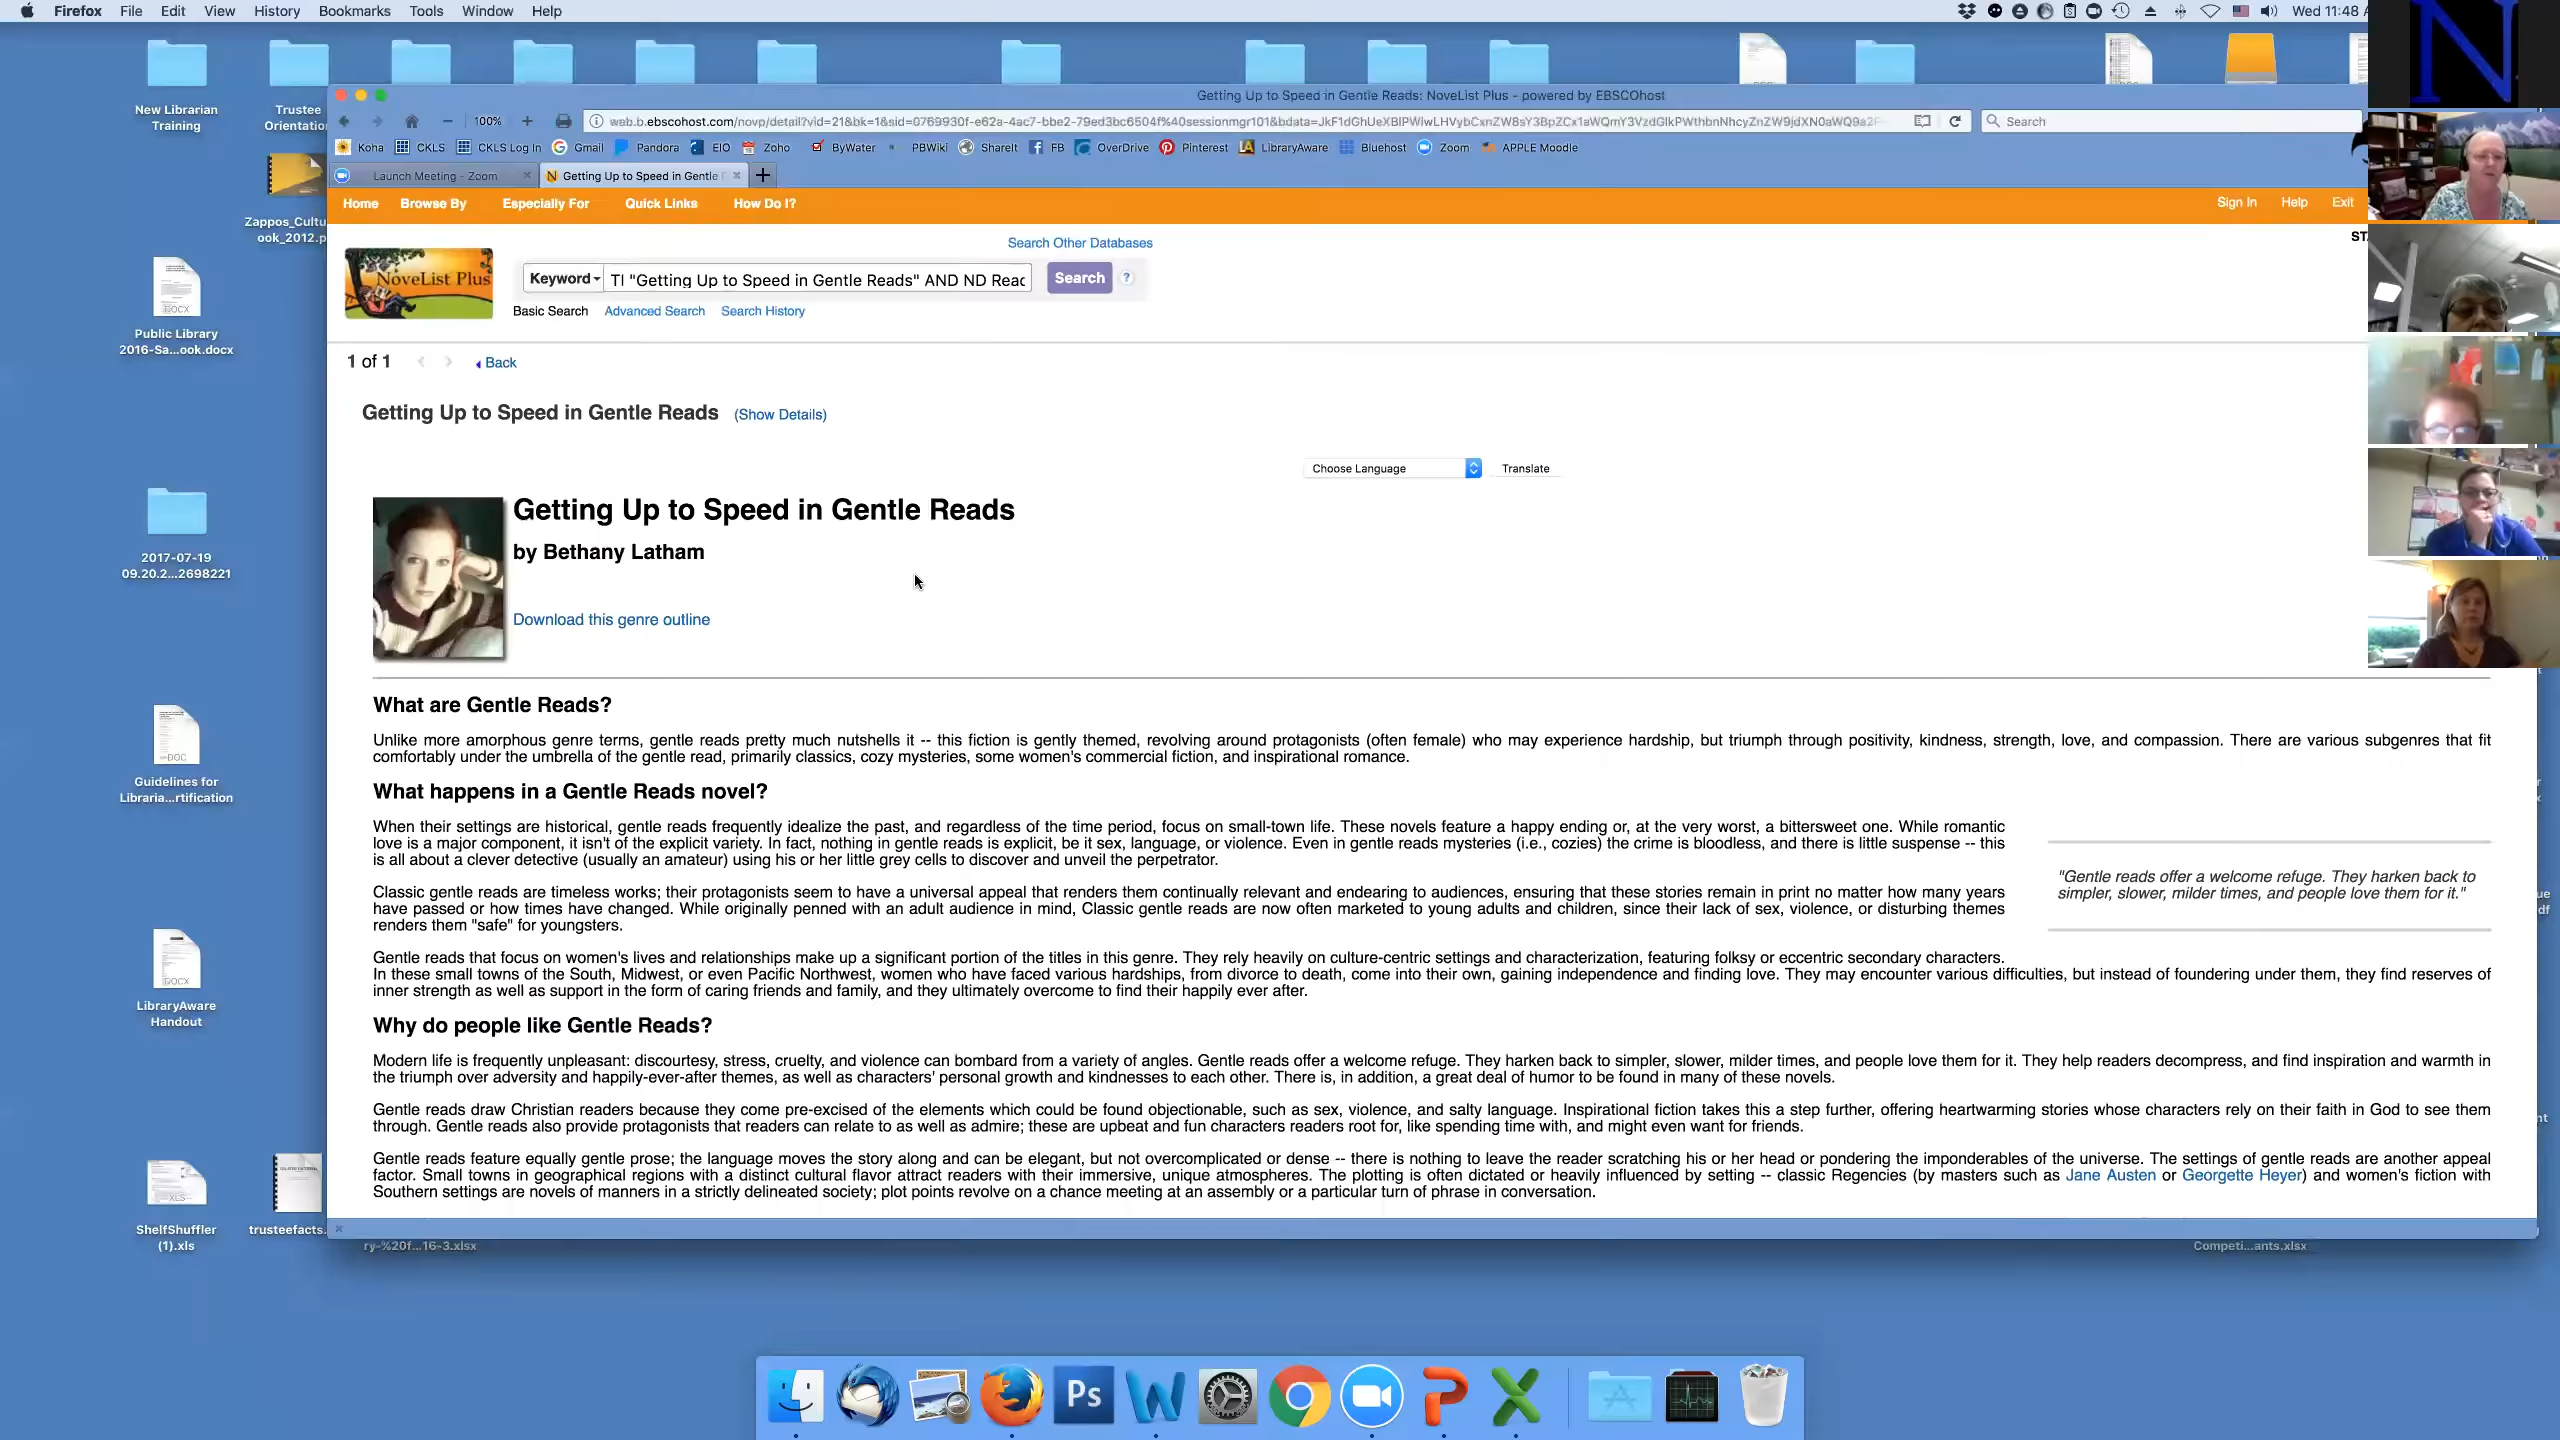 Firefox File Edit View History Bookmarks Tools Window Help
Wed 11:48
New Librarian
Training
Trustee
Orientation
Zappos_Cultu
ook_2012.p
DOCX
Public Library
2016-Sa...ook.docx
2017-07-19
09.20.2...2698221
DOC
Guidelines for
Libraria...rtification
DOCX
LibraryAware
Handout
XLS
ShelfShuffler
(1).xls
trusteefacts.
ry-%20f...16-3.xlsx
Competi...ants.xlsx
Getting Up to Speed in Gentle Reads: NoveList Plus - powered by EBSCOhost
100%
Search
Koha CKLS CKLS Log In Gmail Pandora EIO Zoho ByWater PBWiki ShareIt FB OverDrive Pinterest LibraryAware Bluehost Zoom APPLE Moodle
Launch Meeting - Zoom
Getting Up to Speed in Gentle
Home Browse By Especially For Quick Links How Do I?
Sign In Help Exit
ST
Search Other Databases
NoveList Plus
Keyword
TI "Getting Up to Speed in Gentle Reads" AND ND Reac
Search
?
Basic Search Advanced Search Search History
1 of 1
Back
Getting Up to Speed in Gentle Reads (Show Details)
Choose Language
Translate
Getting Up to Speed in Gentle Reads
by Bethany Latham
Download this genre outline
What are Gentle Reads?
Unlike more amorphous genre terms, gentle reads pretty much nutshells it -- this fiction is gently themed, revolving around protagonists (often female) who may experience hardship, but triumph through positivity, kindness, strength, love, and compassion. There are various subgenres that fit
comfortably under the umbrella of the gentle read, primarily classics, cozy mysteries, some women's commercial fiction, and inspirational romance.
What happens in a Gentle Reads novel?
When their settings are historical, gentle reads frequently idealize the past, and regardless of the time period, focus on small-town life. These novels feature a happy ending or, at the very worst, a bittersweet one. While romantic
love is a major component, it isn't of the explicit variety. In fact, nothing in gentle reads is explicit, be it sex, language, or violence. Even in gentle reads mysteries (i.e., cozies) the crime is bloodless, and there is little suspense -- this
is all about a clever detective (usually an amateur) using his or her little grey cells to discover and unveil the perpetrator.
"Gentle reads offer a welcome refuge. They harken back to
simpler, slower, milder times, and people love them for it."
Classic gentle reads are timeless works; their protagonists seem to have a universal appeal that renders them continually relevant and endearing to audiences, ensuring that these stories remain in print no matter how many years
have passed or how times have changed. While originally penned with an adult audience in mind, Classic gentle reads are now often marketed to young adults and children, since their lack of sex, violence, or disturbing themes
renders them "safe" for youngsters.
Gentle reads that focus on women's lives and relationships make up a significant portion of the titles in this genre. They rely heavily on culture-centric settings and characterization, featuring folksy or eccentric secondary characters.
In these small towns of the South, Midwest, or even Pacific Northwest, women who have faced various hardships, from divorce to death, come into their own, gaining independence and finding love. They may encounter various difficulties, but instead of foundering under them, they find reserves of
inner strength as well as support in the form of caring friends and family, and they ultimately overcome to find their happily ever after.
Why do people like Gentle Reads?
Modern life is frequently unpleasant: discourtesy, stress, cruelty, and violence can bombard from a variety of angles. Gentle reads offer a welcome refuge. They harken back to simpler, slower, milder times, and people love them for it. They help readers decompress, and find inspiration and warmth in
the triumph over adversity and happily-ever-after themes, as well as characters' personal growth and kindnesses to each other. There is, in addition, a great deal of humor to be found in many of these novels.
Gentle reads draw Christian readers because they come pre-excised of the elements which could be found objectionable, such as sex, violence, and salty language. Inspirational fiction takes this a step further, offering heartwarming stories whose characters rely on their faith in God to see them
through. Gentle reads also provide protagonists that readers can relate to as well as admire; these are upbeat and fun characters readers root for, like spending time with, and might even want for friends.
Gentle reads feature equally gentle prose; the language moves the story along and can be elegant, but not overcomplicated or dense -- there is nothing to leave the reader scratching his or her head or pondering the imponderables of the universe. The settings of gentle reads are another appeal
factor. Small towns in geographical regions with a distinct cultural flavor attract readers with their immersive, unique atmospheres. The plotting is often dictated or heavily influenced by setting -- classic Regencies (by masters such as Jane Austen or Georgette Heyer) and women's fiction with
Southern settings are novels of manners in a strictly delineated society; plot points revolve on a chance meeting at an assembly or a particular turn of phrase in conversation.
Ps